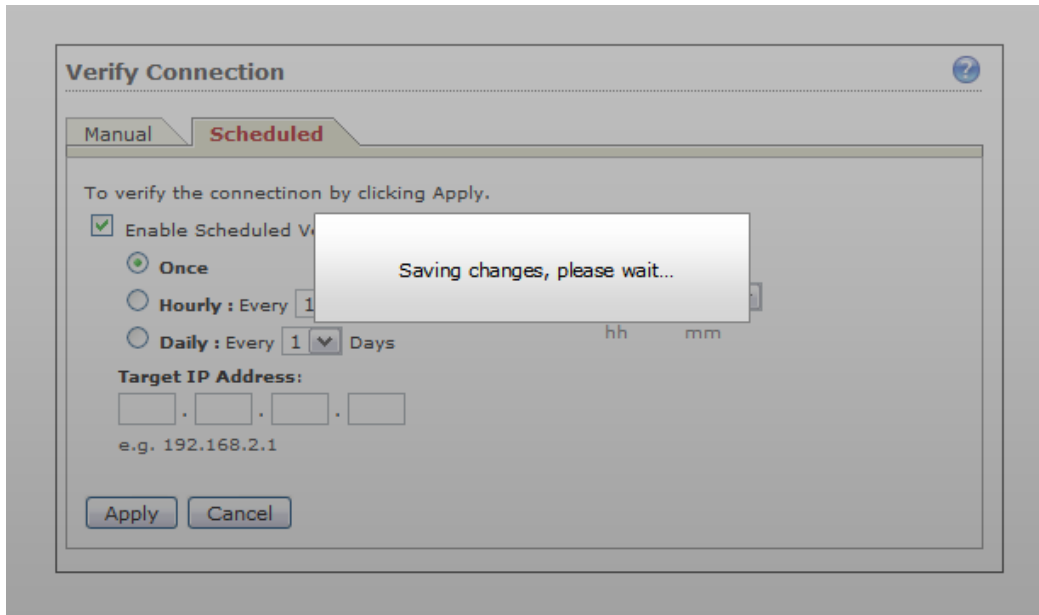 Verify Connection
?
Manual Scheduled
To verify the connectinon by clicking Apply.
Enable Scheduled
Once
Saving changes, please wait...
Hourly : Every 1
hh mm
Daily : Every 1 Days
Target IP Address:
. . .
e.g. 192.168.2.1
Apply Cancel